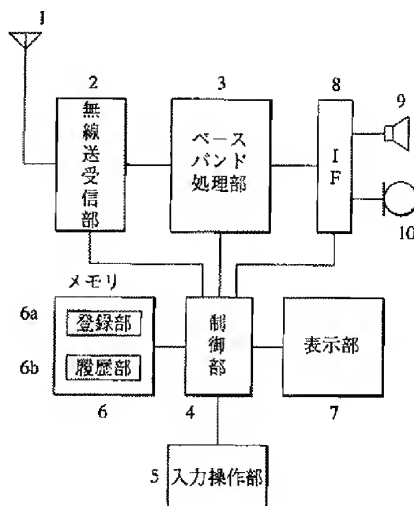 1
2
3
8
9
無線送受信部
ベースバンド処理部
IF
10
メモリ
6a
登録部
6b
履歴部
6
制御部
4
表示部
7
5
入力操作部